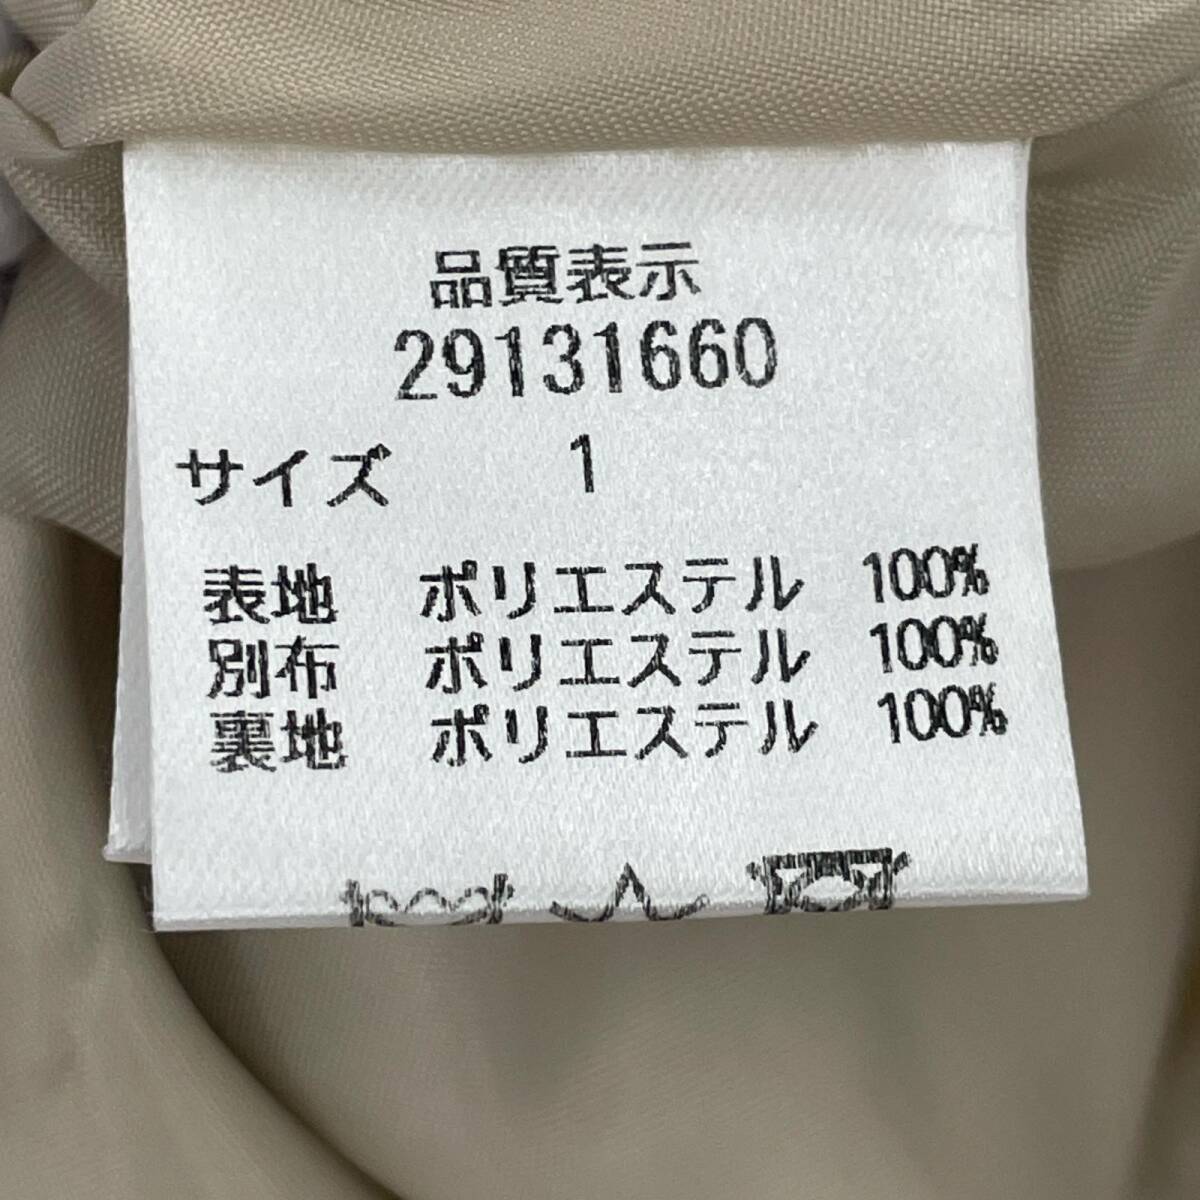 品質表示
29131660
サイズ 1
表地 ポリエステル 100%
別布 ポリエステル 100%
裏地 ポリエステル 100%